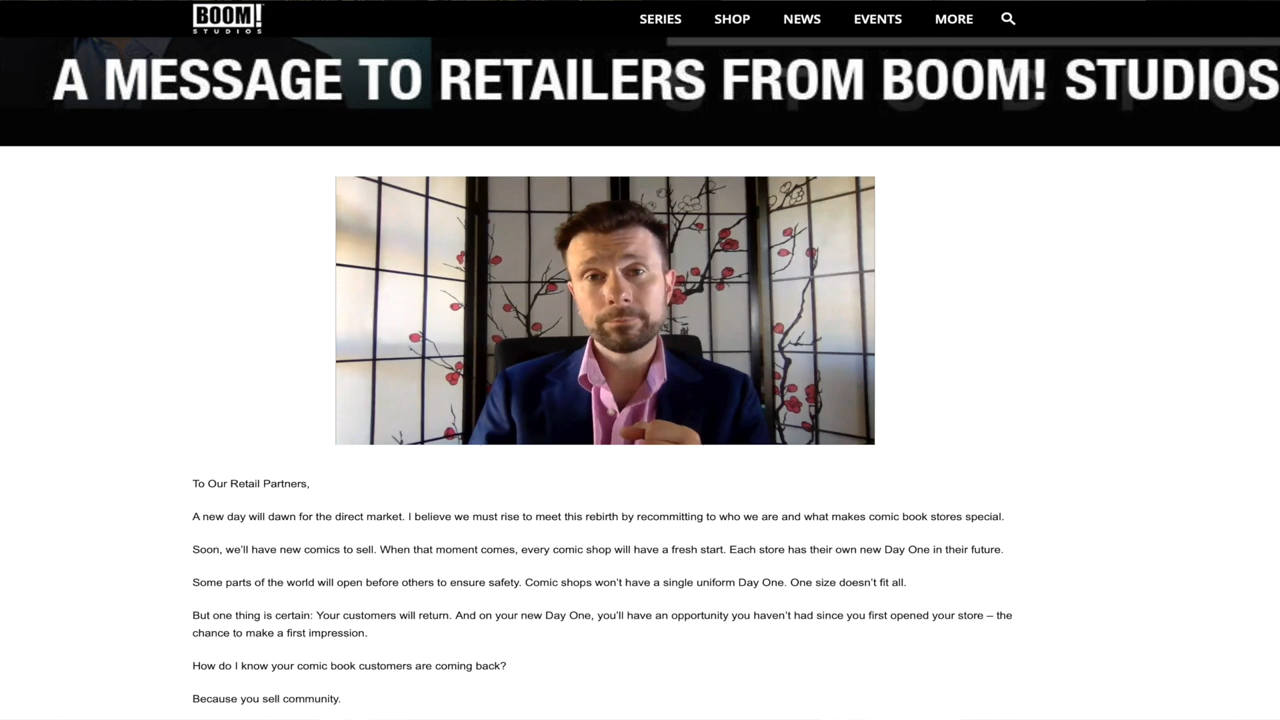 BOOM!
STUDIOS
SERIES SHOP NEWS EVENTS MORE
A MESSAGE TO RETAILERS FROM BOOM! STUDIOS
To Our Retail Partners,
A new day will dawn for the direct market. I believe we must rise to meet this rebirth by recommitting to who we are and what makes comic book stores special.
Soon, we’ll have new comics to sell. When that moment comes, every comic shop will have a fresh start. Each store has their own new Day One in their future.
Some parts of the world will open before others to ensure safety. Comic shops won’t have a single uniform Day One. One size doesn’t fit all.
But one thing is certain: Your customers will return. And on your new Day One, you’ll have an opportunity you haven’t had since you first opened your store – the
chance to make a first impression.
How do I know your comic book customers are coming back?
Because you sell community.